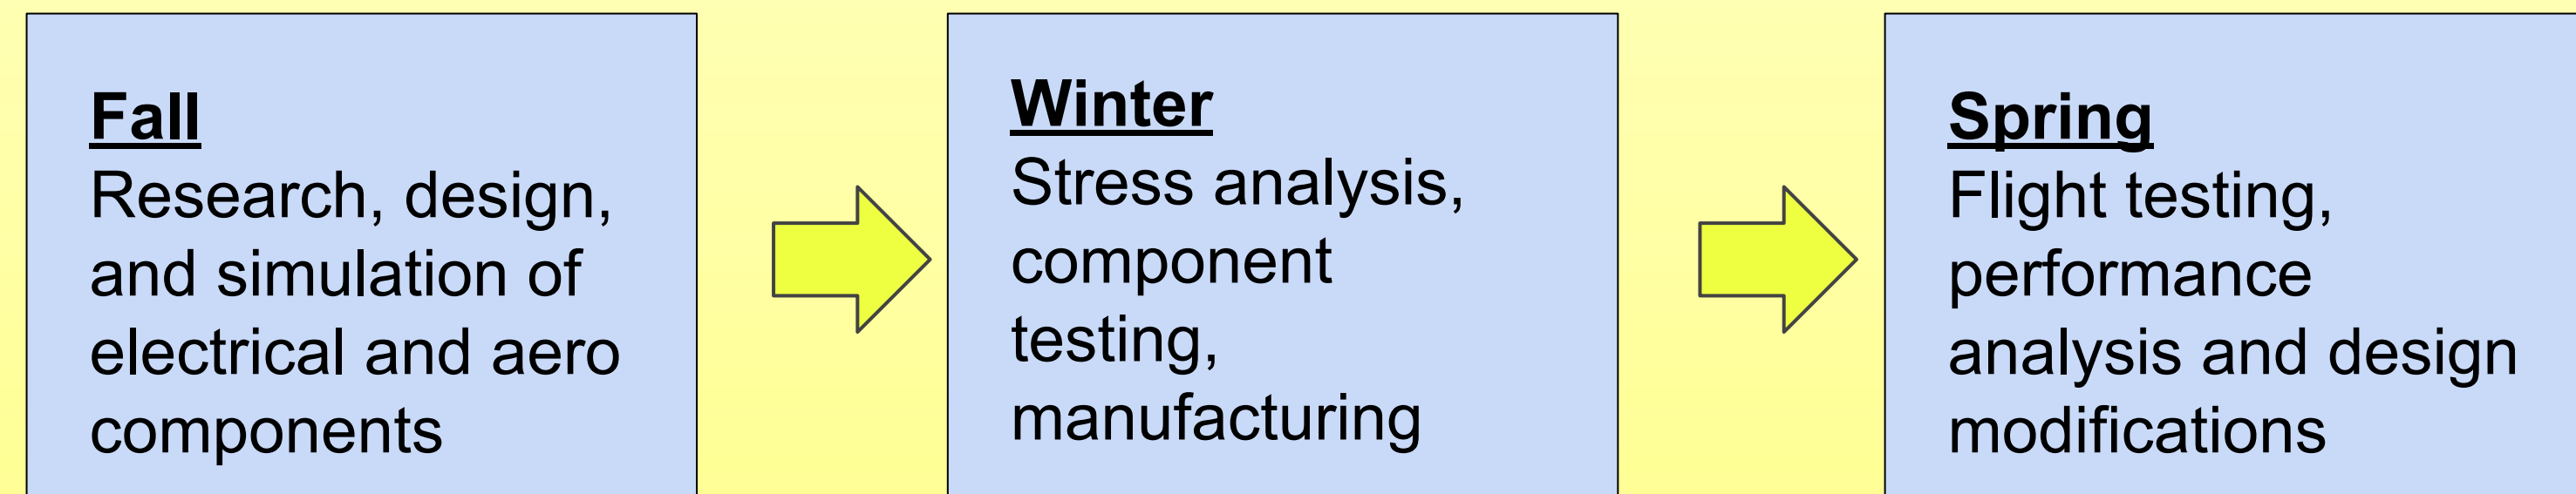 Fall
Research, design,
and simulation of
electrical and aero
components
Winter
Stress analysis,
component
testing,
manufacturing
Spring
Flight testing,
performance
analysis and design
modifications